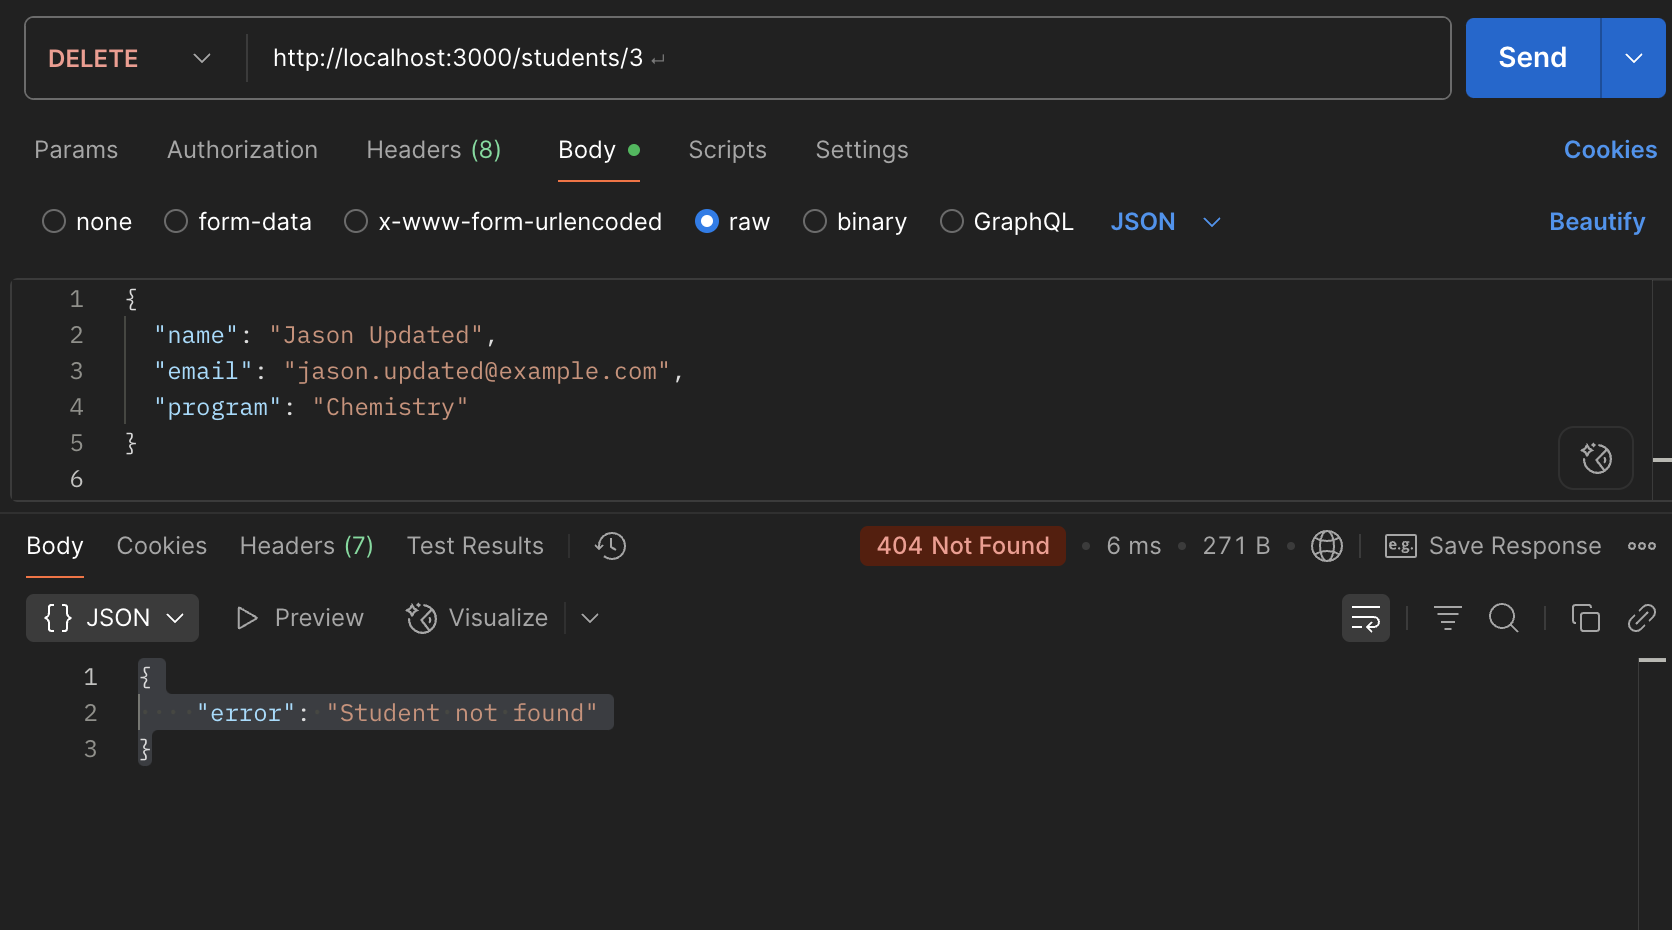 DELETE http://localhost:3000/students/3 Send
Params Authorization Headers (8) Body Scripts Settings Cookies
none form-data x-www-form-urlencoded raw binary GraphQL JSON Beautify
1 {
2 "name": "Jason Updated",
3 "email": "jason.updated@example.com",
4 "program": "Chemistry"
5 }
6
Body Cookies Headers (7) Test Results 404 Not Found • 6 ms • 271 B • e.g. Save Response
{} JSON Preview Visualize
1 {
2 "error": "Student not found"
3 }